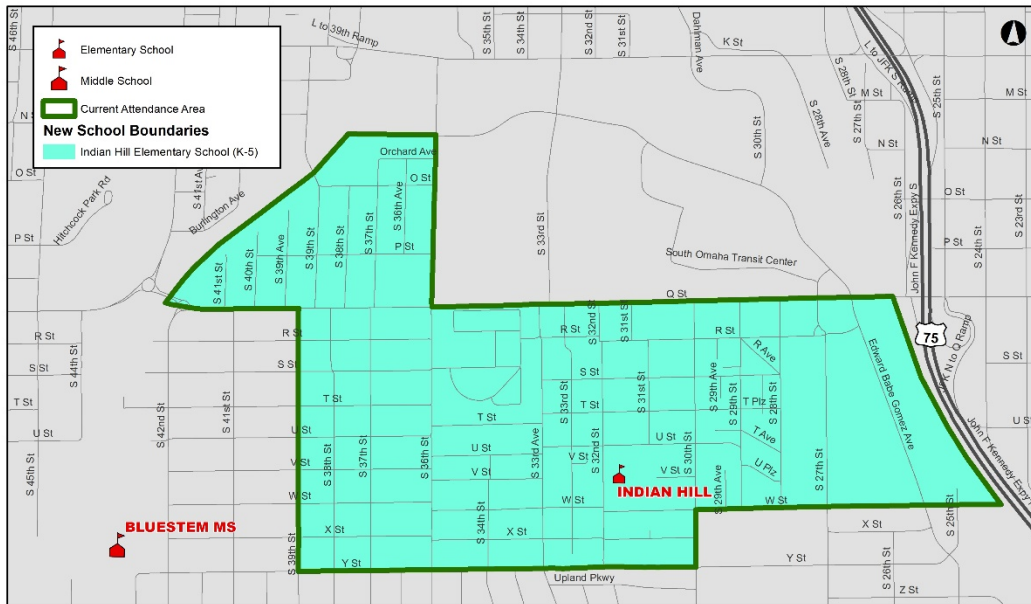 Elementary School
Middle School
Current Attendance Area
New School Boundaries
Indian Hill Elementary School (K-5)
S 46th St
L to 39th Ramp
S 35th St
S 34th St
S 32nd St
S 31st St
Dahlman Ave
K St
L to JFK S Ramp
S 28th St
S 28th Ave
S 27th St
M St
M St
S 25th St
N St
N St
N St
S 30th St
O St
Hitchcock Park Rd
S 41st Ave
Burlington Ave
Orchard Ave
O St
S 36th Ave
S 26th St
O St
John F Kennedy Expy S
S 23rd St
P St
S 41st St
S 40th St
S 39th Ave
S 39th St
S 38th St
S 37th St
P St
S 33rd St
South Omaha Transit Center
P St
S 24th St
Q St
R St
S 44th St
R St
S 32nd St
S 31st St
R St
R St
R Ave
75
JFK N to Q Ramp
S St
S St
S St
S St
T St
S 42nd St
S 41st St
T St
T St
S 33rd St
T St
S 31st St
S 29th Ave
S 29th St
T Plz
S 28th St
Edward Babe Gomez Ave
U St
S 45th St
U St
S 38th St
S 37th St
S 36th St
U St
S 33rd Ave
S 32nd St
U St
S 30th St
T Ave
U Plz
S 27th St
U St
John F Kennedy Expy
V St
V St
V St
V St
INDIAN HILL
W St
S 34th St
W St
S 29th Ave
W St
S 25th St
BLUESTEM MS
X St
X St
X St
S 39th St
Y St
Upland Pkwy
Y St
S 26th St
Z St